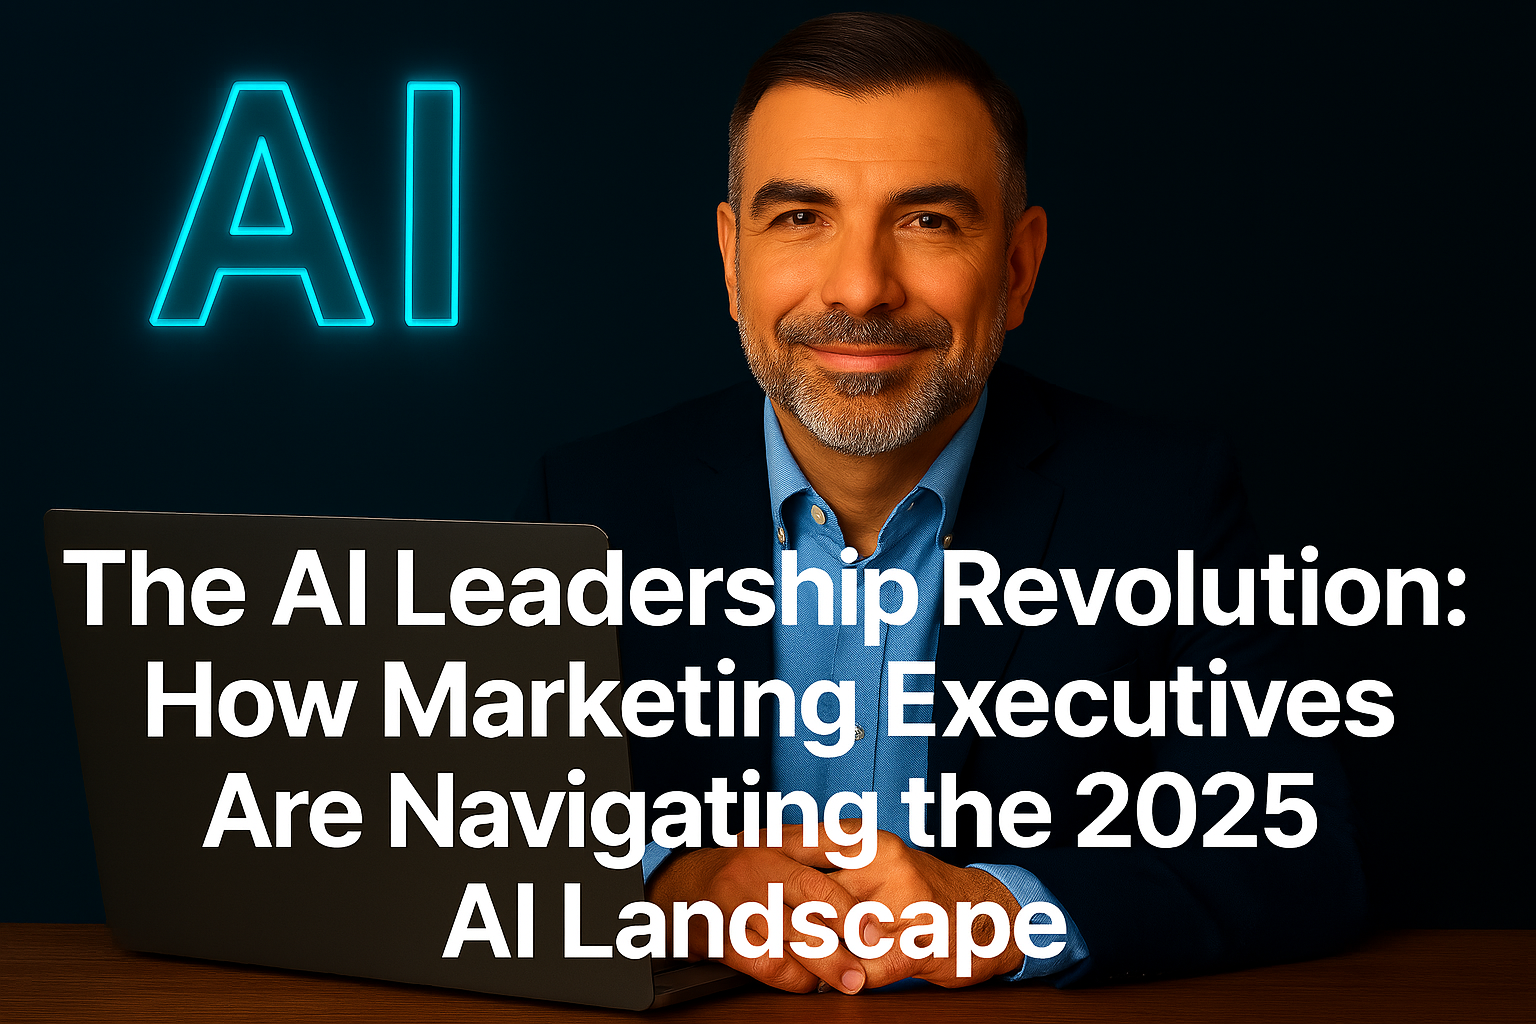 AI
The AI Leadership Revolution:
How Marketing Executives
Are Navigating the 2025
AI Landscape